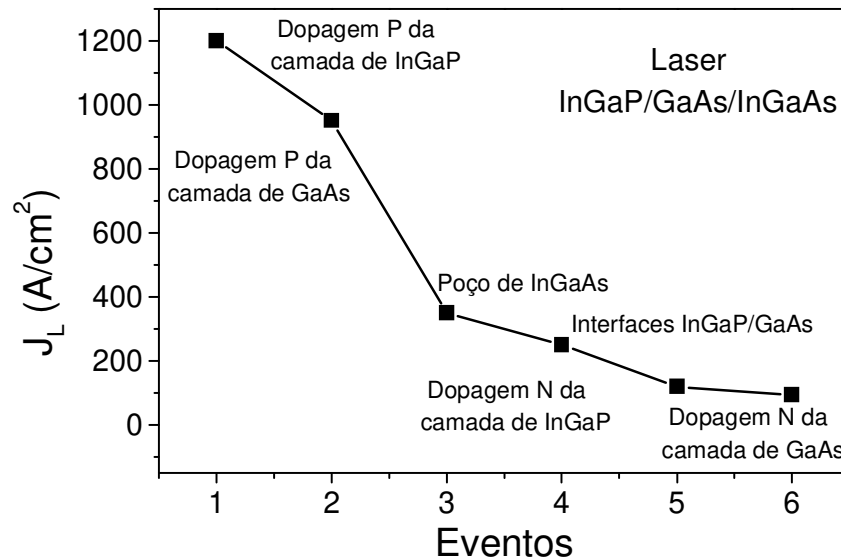 1200
1000
800
600
400
200
0
J_L (A/cm²)
Dopagem P da
camada de InGaP
Laser
InGaP/GaAs/InGaAs
Dopagem P da
camada de GaAs
Poço de InGaAs
Interfaces InGaP/GaAs
Dopagem N da
camada de InGaP
Dopagem N da
camada de GaAs
1 2 3 4 5 6
Eventos